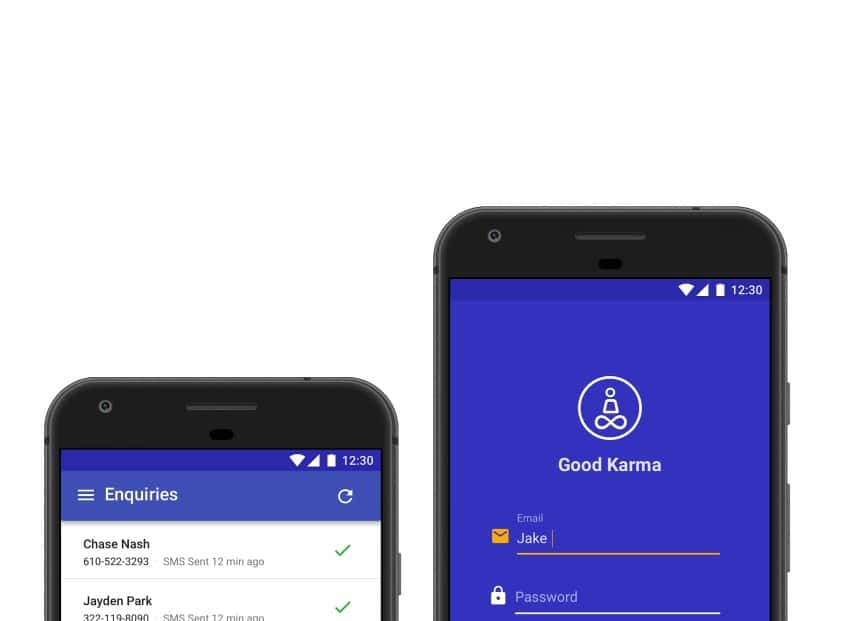 12:30
Enquiries
Chase Nash
610-522-3293 · SMS Sent 12 min ago
Jayden Park
322-119-8090 · SMS Sent 12 min ago
12:30
Good Karma
Email
Jake
Password